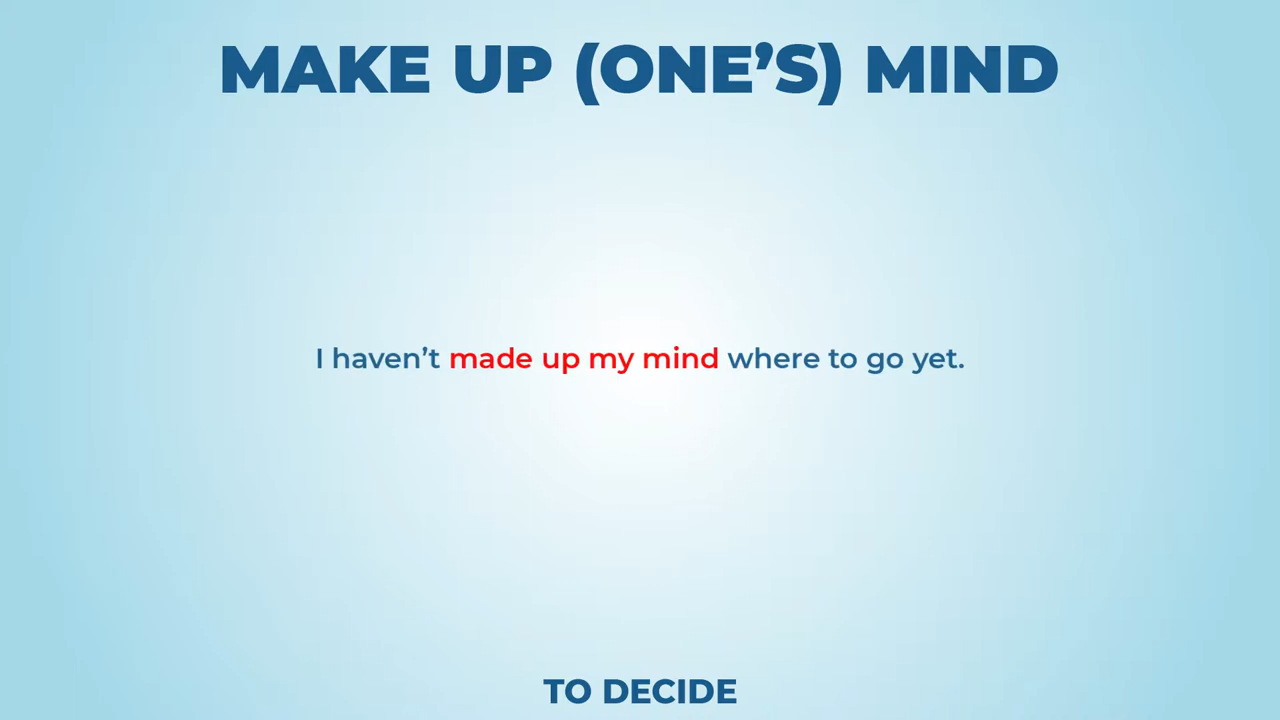 MAKE UP (ONE’S) MIND
I haven’t made up my mind where to go yet.
TO DECIDE